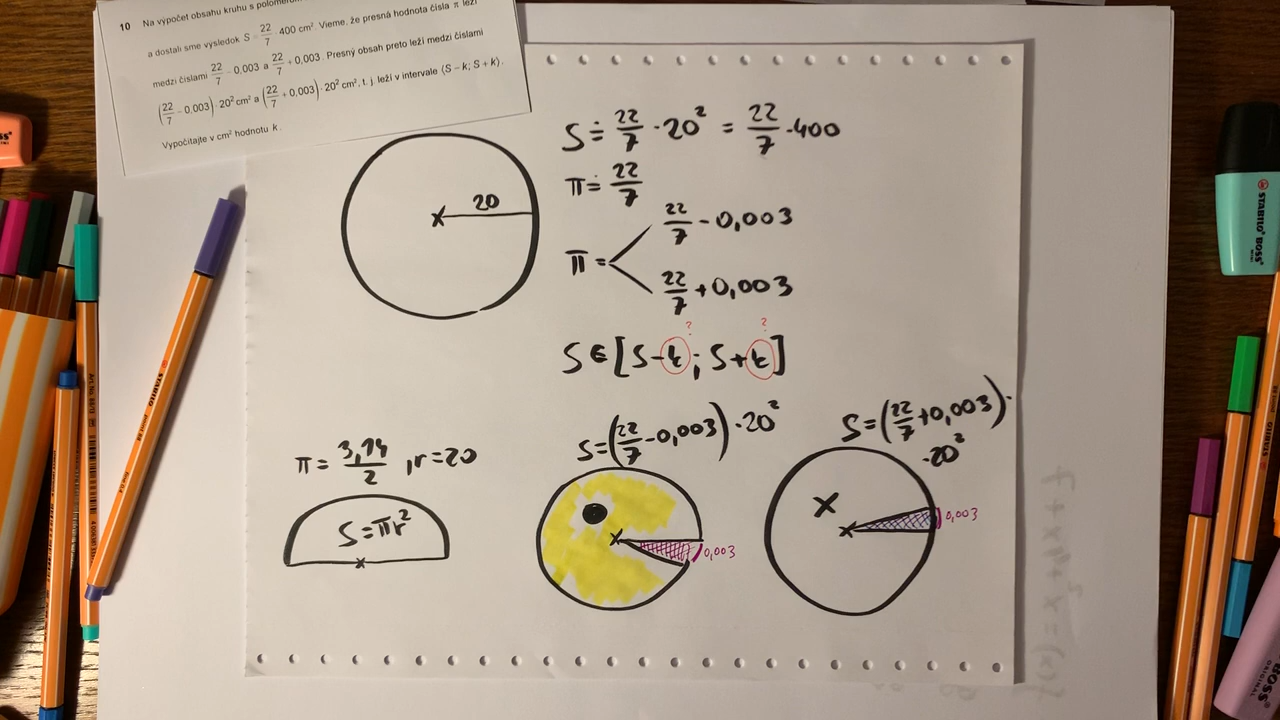 10 Na výpočet obsahu kruhu s polomerom
a dostali sme výsledok S = 22/7 · 400 cm². Vieme, že presná hodnota čísla π leží
medzi číslami 22/7 - 0,003 a 22/7 + 0,003. Presný obsah preto leží medzi číslami
(22/7 - 0,003) · 20² cm² a (22/7 + 0,003) · 20² cm², t. j. leží v intervale ⟨S - k; S + k⟩.
Vypočítajte v cm² hodnotu k.
S ≐ 22/7 · 20² = 22/7 · 400
π ≐ 22/7
20
22/7 - 0,003
π =
22/7 + 0,003
? ?
S ∈ [S-k; S+k]
S = (22/7 + 0,003) ·
· 20²
S = (22/7 - 0,003) · 20²
π = 3,14/2 , r = 20
S = πr²
0,003
0,003
STABILO
STABILO BOSS
BOSS
ORIGINAL